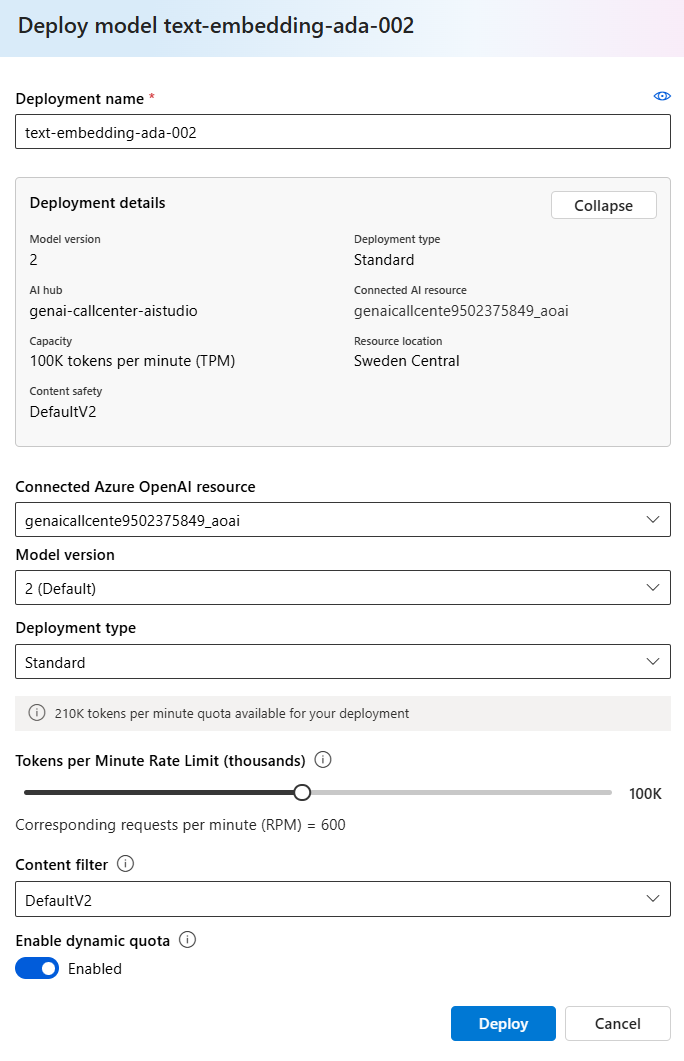 Deploy model text-embedding-ada-002
Deployment name *
text-embedding-ada-002
Deployment details
Collapse
Model version
2
Deployment type
Standard
AI hub
genai-callcenter-aistudio
Connected AI resource
genaicallcente9502375849_aoai
Capacity
100K tokens per minute (TPM)
Resource location
Sweden Central
Content safety
DefaultV2
Connected Azure OpenAI resource
genaicallcente9502375849_aoai
Model version
2 (Default)
Deployment type
Standard
210K tokens per minute quota available for your deployment
Tokens per Minute Rate Limit (thousands)
100K
Corresponding requests per minute (RPM) = 600
Content filter
DefaultV2
Enable dynamic quota
Enabled
Deploy
Cancel